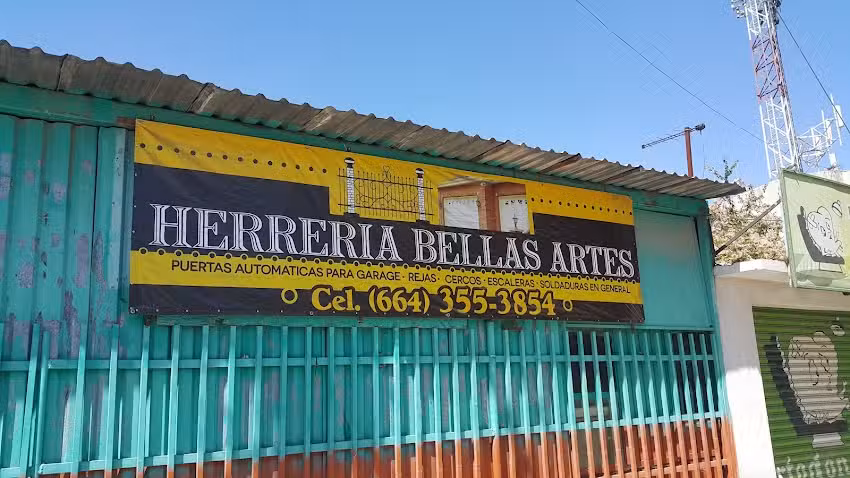 HERRERIA BELLAS ARTES
PUERTAS AUTOMATICAS PARA GARAGE · REJAS · CERCOS · ESCALERAS · SOLDADURAS EN GENERAL
Cel. (664) 355-3854